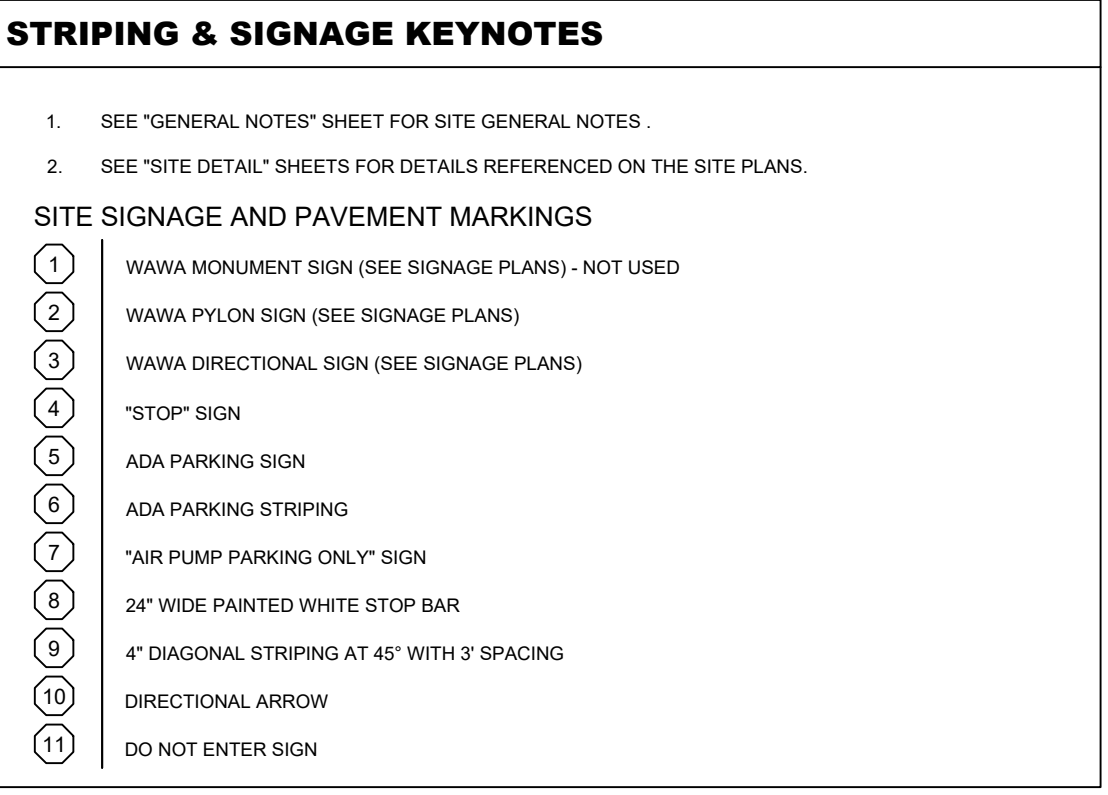 STRIPING & SIGNAGE KEYNOTES
1. SEE "GENERAL NOTES" SHEET FOR SITE GENERAL NOTES .
2. SEE "SITE DETAIL" SHEETS FOR DETAILS REFERENCED ON THE SITE PLANS.
SITE SIGNAGE AND PAVEMENT MARKINGS
1 WAWA MONUMENT SIGN (SEE SIGNAGE PLANS) - NOT USED
2 WAWA PYLON SIGN (SEE SIGNAGE PLANS)
3 WAWA DIRECTIONAL SIGN (SEE SIGNAGE PLANS)
4 "STOP" SIGN
5 ADA PARKING SIGN
6 ADA PARKING STRIPING
7 "AIR PUMP PARKING ONLY" SIGN
8 24" WIDE PAINTED WHITE STOP BAR
9 4" DIAGONAL STRIPING AT 45° WITH 3' SPACING
10 DIRECTIONAL ARROW
11 DO NOT ENTER SIGN